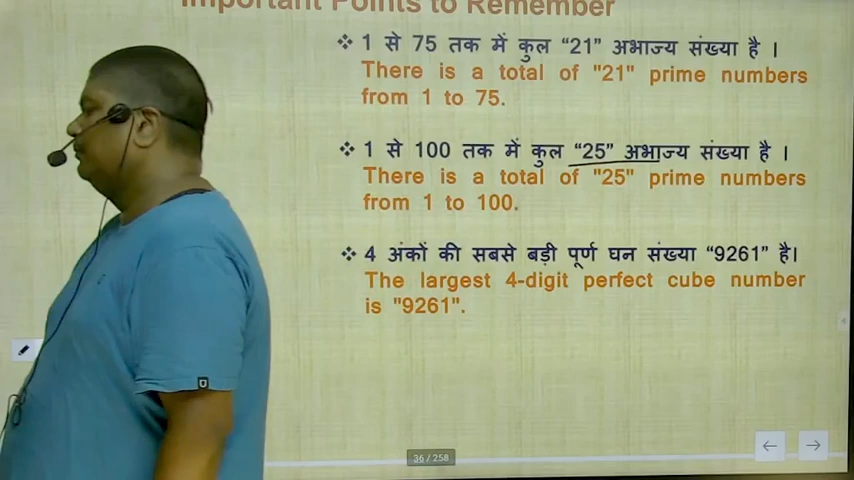 Important Points to Remember
❖ 1 से 75 तक में कुल “21” अभाज्य संख्या है ।
There is a total of "21" prime numbers
from 1 to 75.
❖ 1 से 100 तक में कुल “25” अभाज्य संख्या है ।
There is a total of "25" prime numbers
from 1 to 100.
❖ 4 अंकों की सबसे बड़ी पूर्ण घन संख्या “9261” है।
The largest 4-digit perfect cube number
is "9261".
36 / 258